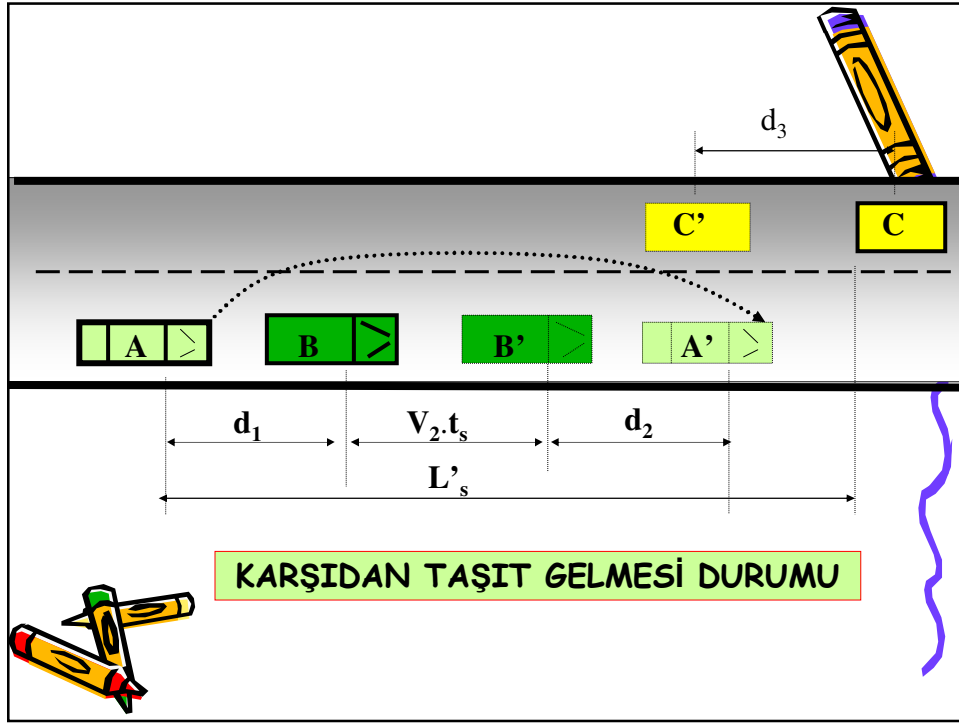 d₃
C’ C
A B B’ A’
d₁ V₂.tₛ d₂
L’ₛ
KARŞIDAN TAŞIT GELMESİ DURUMU